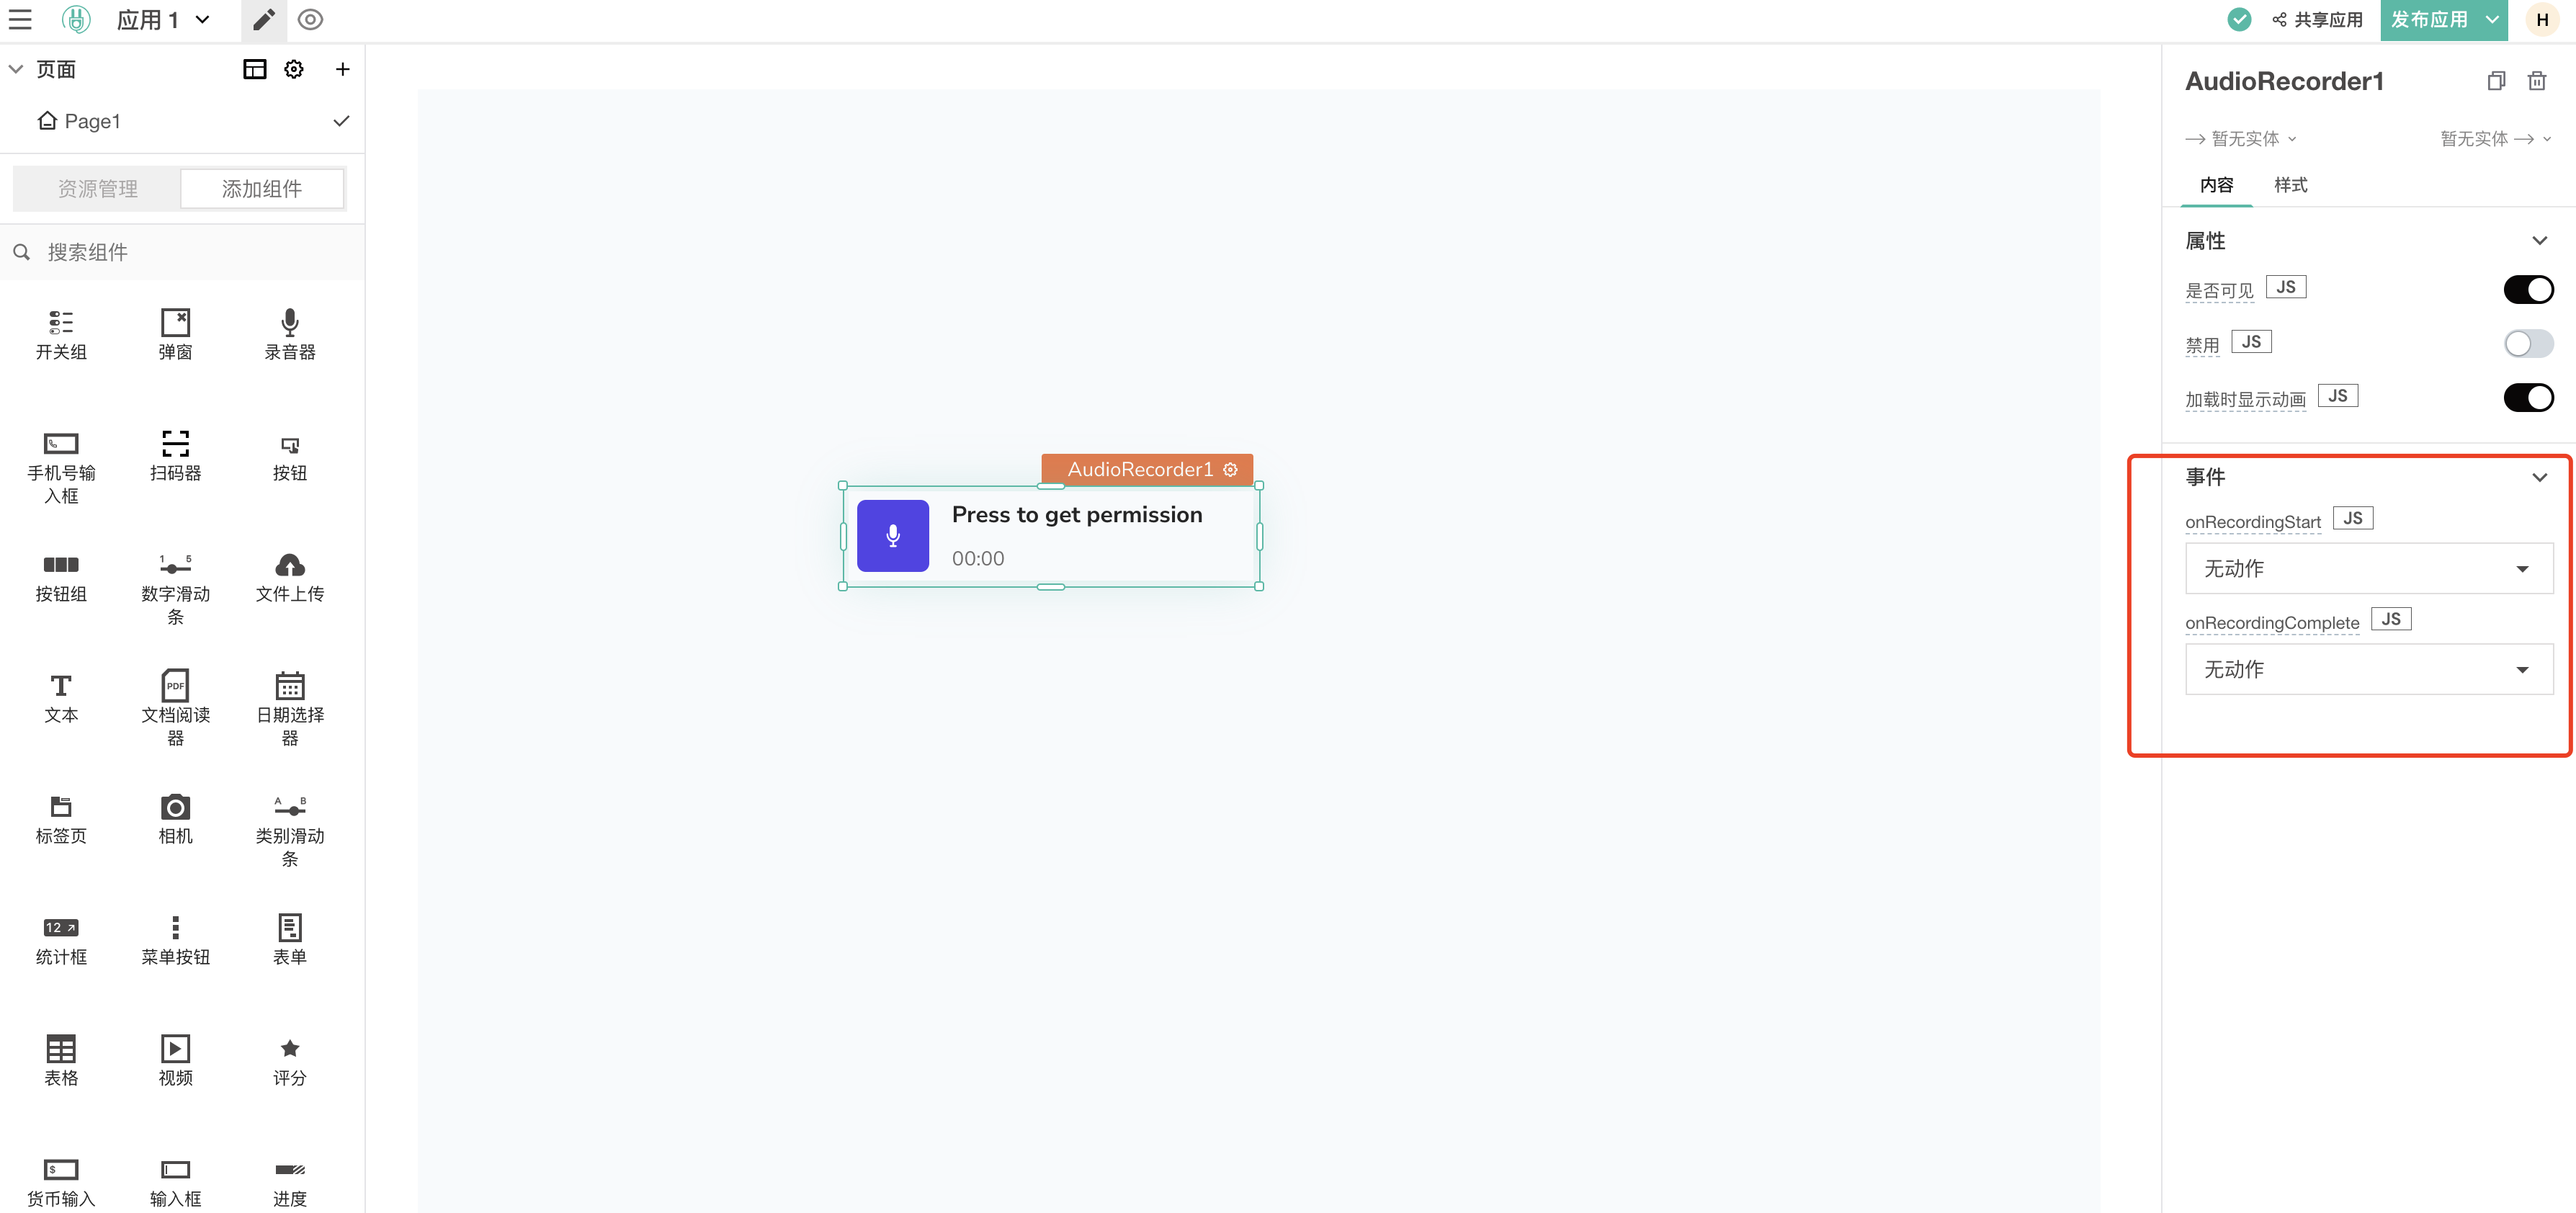 应用 1
共享应用
发布应用
H
页面
Page1
资源管理
添加组件
搜索组件
开关组
弹窗
录音器
手机号输
入框
扫码器
按钮
按钮组
1 5
数字滑动
条
文件上传
文本
PDF
文档阅读
器
日期选择
器
标签页
相机
A B
类别滑动
条
12
统计框
菜单按钮
表单
表格
视频
评分
$
货币输入
输入框
进度
AudioRecorder1
Press to get permission
00:00
AudioRecorder1
暂无实体
暂无实体
内容
样式
属性
是否可见 JS
禁用 JS
加载时显示动画 JS
事件
onRecordingStart JS
无动作
onRecordingComplete JS
无动作